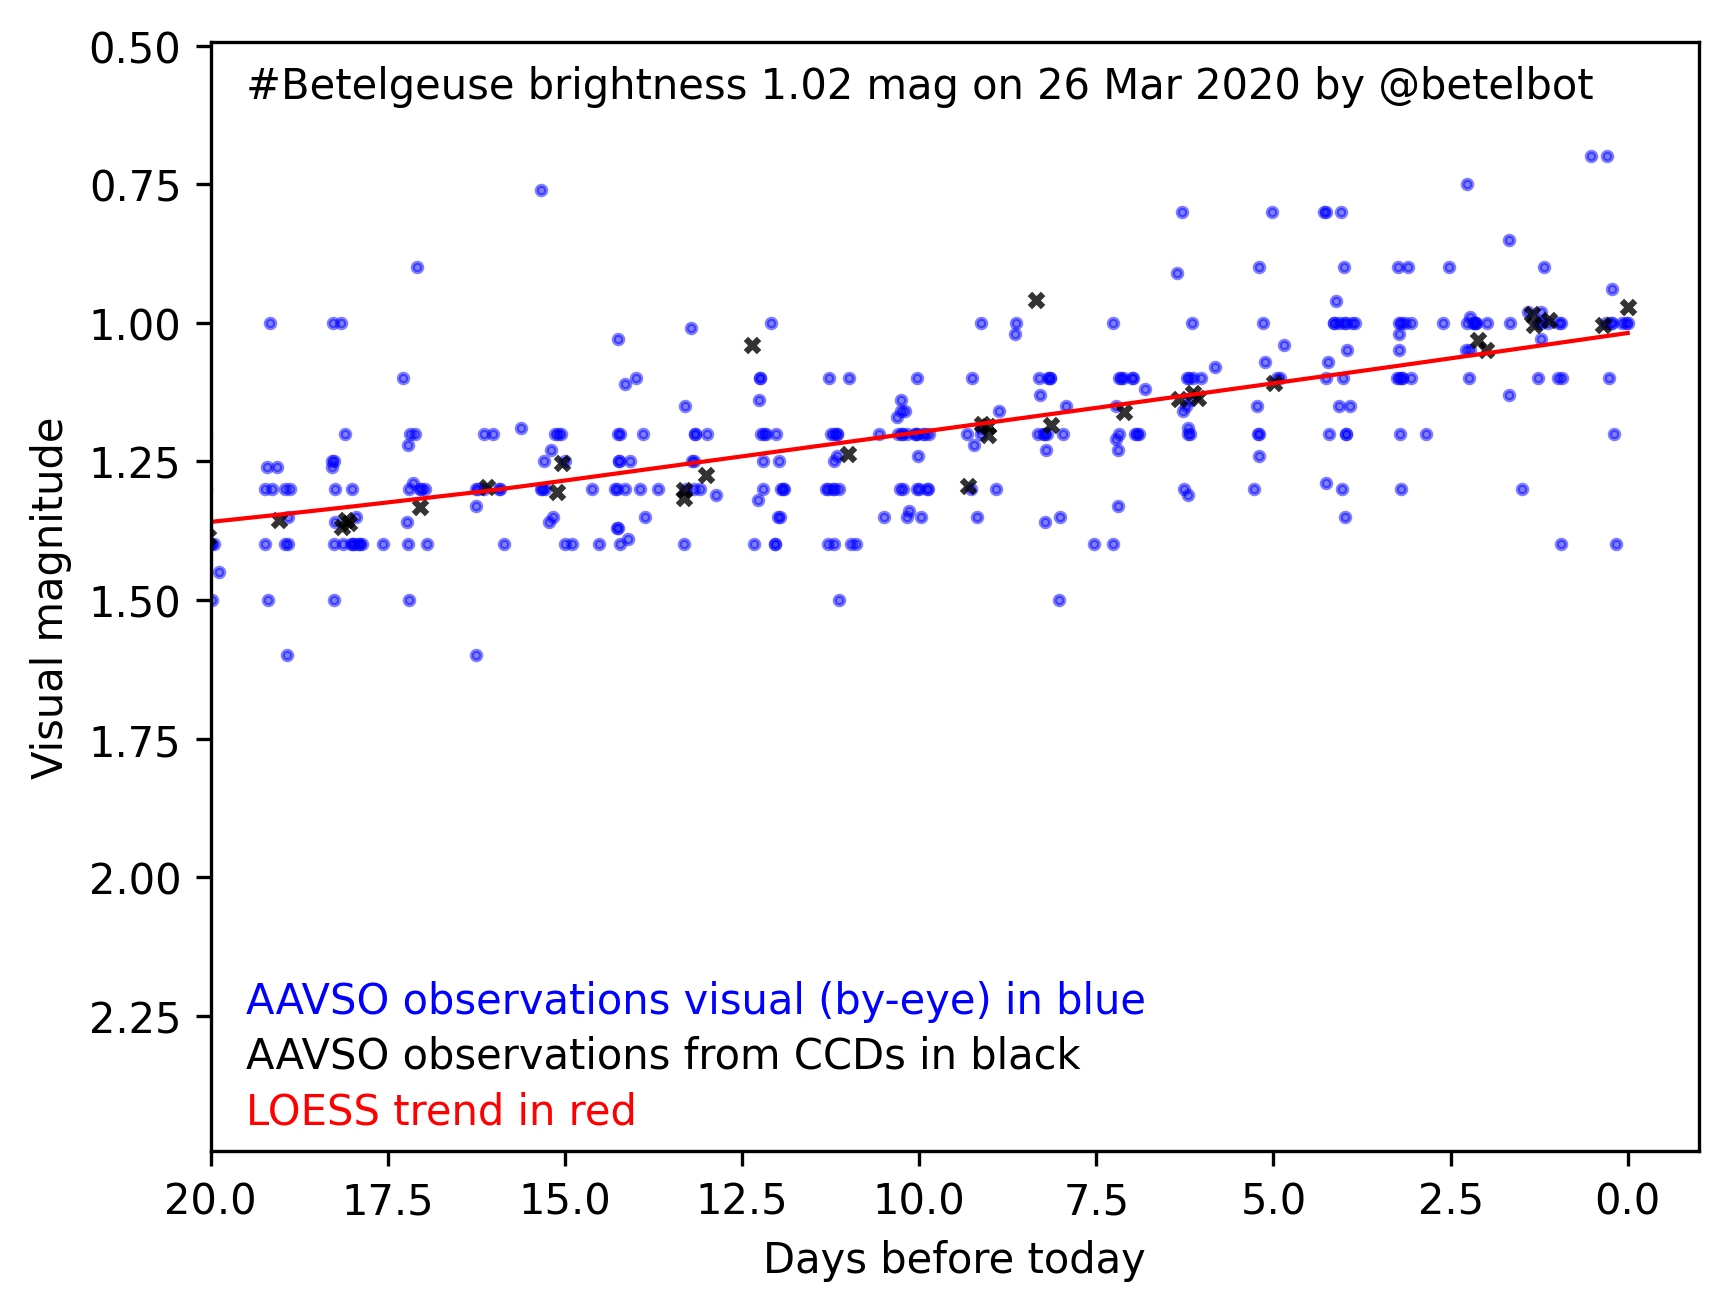 #Betelgeuse brightness 1.02 mag on 26 Mar 2020 by @betelbot
0.50
0.75
1.00
1.25
1.50
1.75
2.00
2.25
Visual magnitude
AAVSO observations visual (by-eye) in blue
AAVSO observations from CCDs in black
LOESS trend in red
20.0 17.5 15.0 12.5 10.0 7.5 5.0 2.5 0.0
Days before today